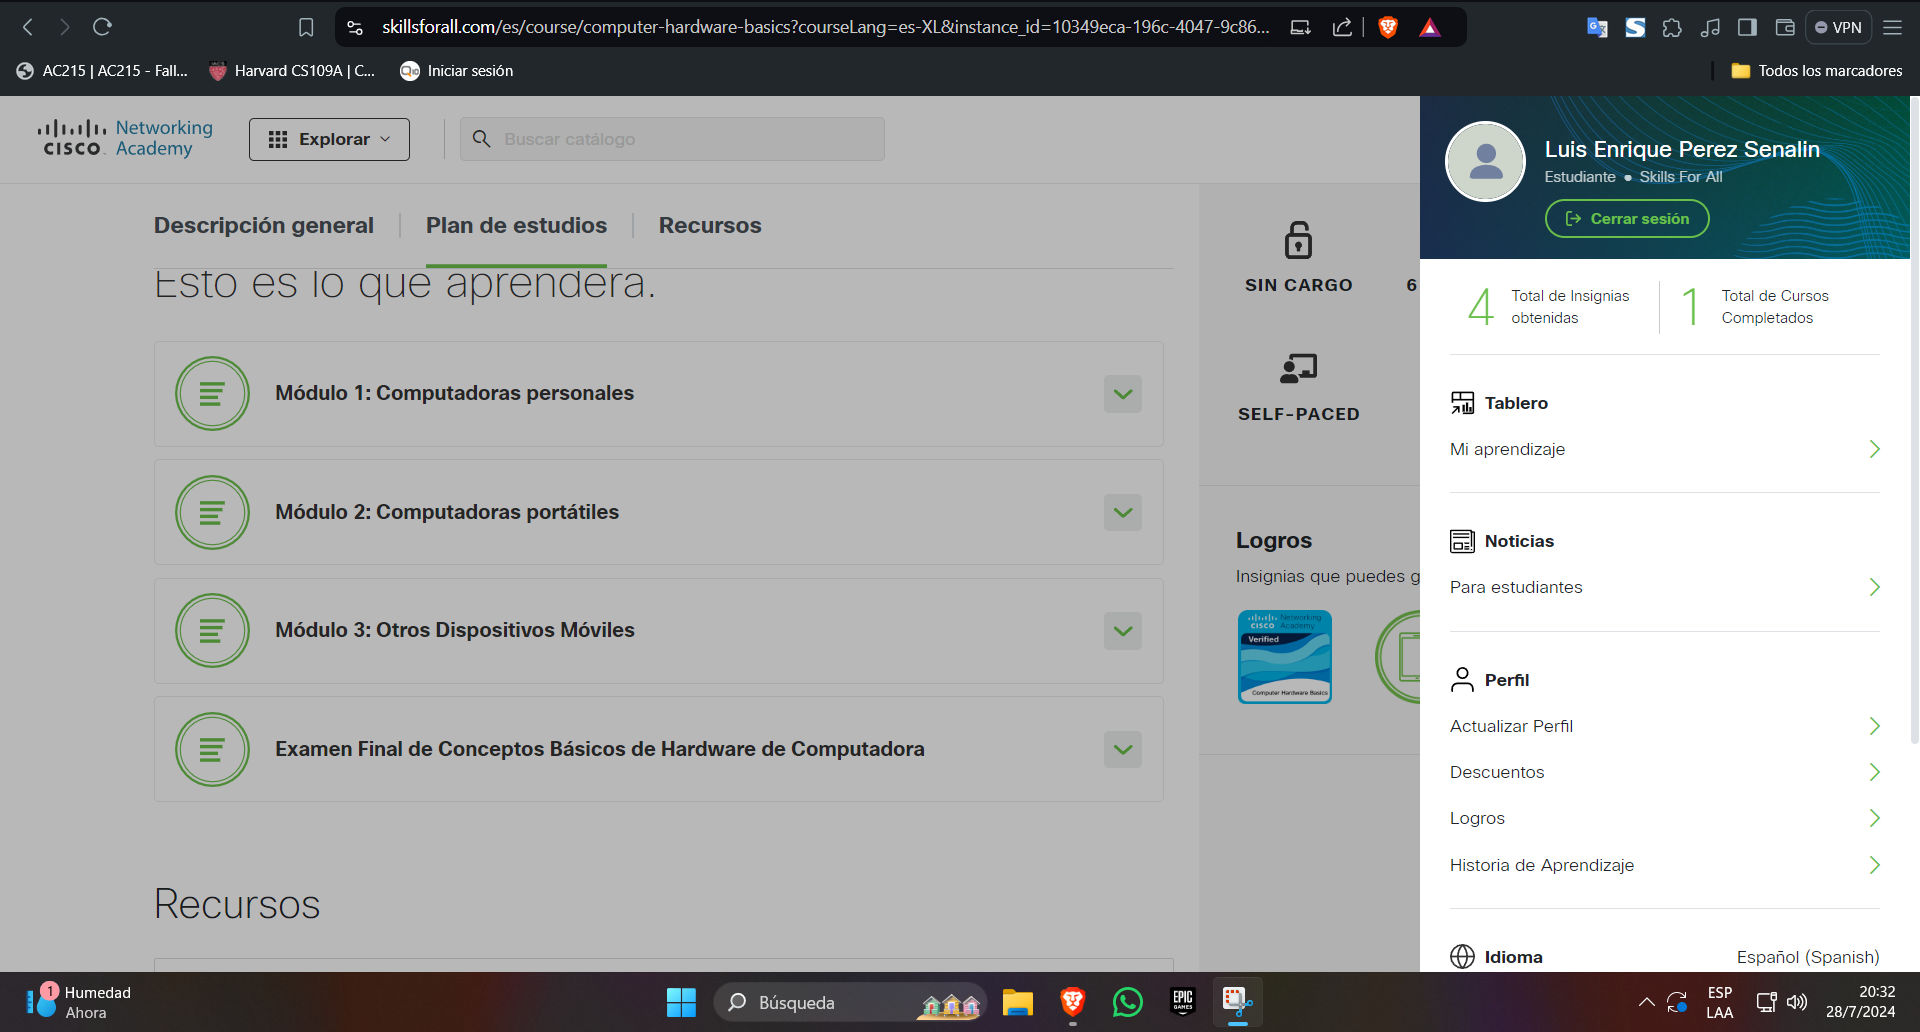 skillsforall.com/es/course/computer-hardware-basics?courseLang=es-XL&instance_id=10349eca-196c-4047-9c86...
VPN
AC215 | AC215 - Fall...
Harvard CS109A | C...
Iniciar sesión
Todos los marcadores
CISCO
Networking
Academy
Explorar
Buscar catálogo
Descripción general
Plan de estudios
Recursos
Esto es lo que aprenderá.
Módulo 1: Computadoras personales
Módulo 2: Computadoras portátiles
Módulo 3: Otros Dispositivos Móviles
Examen Final de Conceptos Básicos de Hardware de Computadora
Recursos
SIN CARGO
6
SELF-PACED
Logros
Insignias que puedes g
CISCO
Networking
Academy
Verified
Computer Hardware Basics
Luis Enrique Perez Senalin
Estudiante • Skills For All
Cerrar sesión
4 Total de Insignias
obtenidas
1 Total de Cursos
Completados
Tablero
Mi aprendizaje
Noticias
Para estudiantes
Perfil
Actualizar Perfil
Descuentos
Logros
Historia de Aprendizaje
Idioma
Español (Spanish)
1
Humedad
Ahora
Búsqueda
EPIC
GAMES
ESP
LAA
20:32
28/7/2024